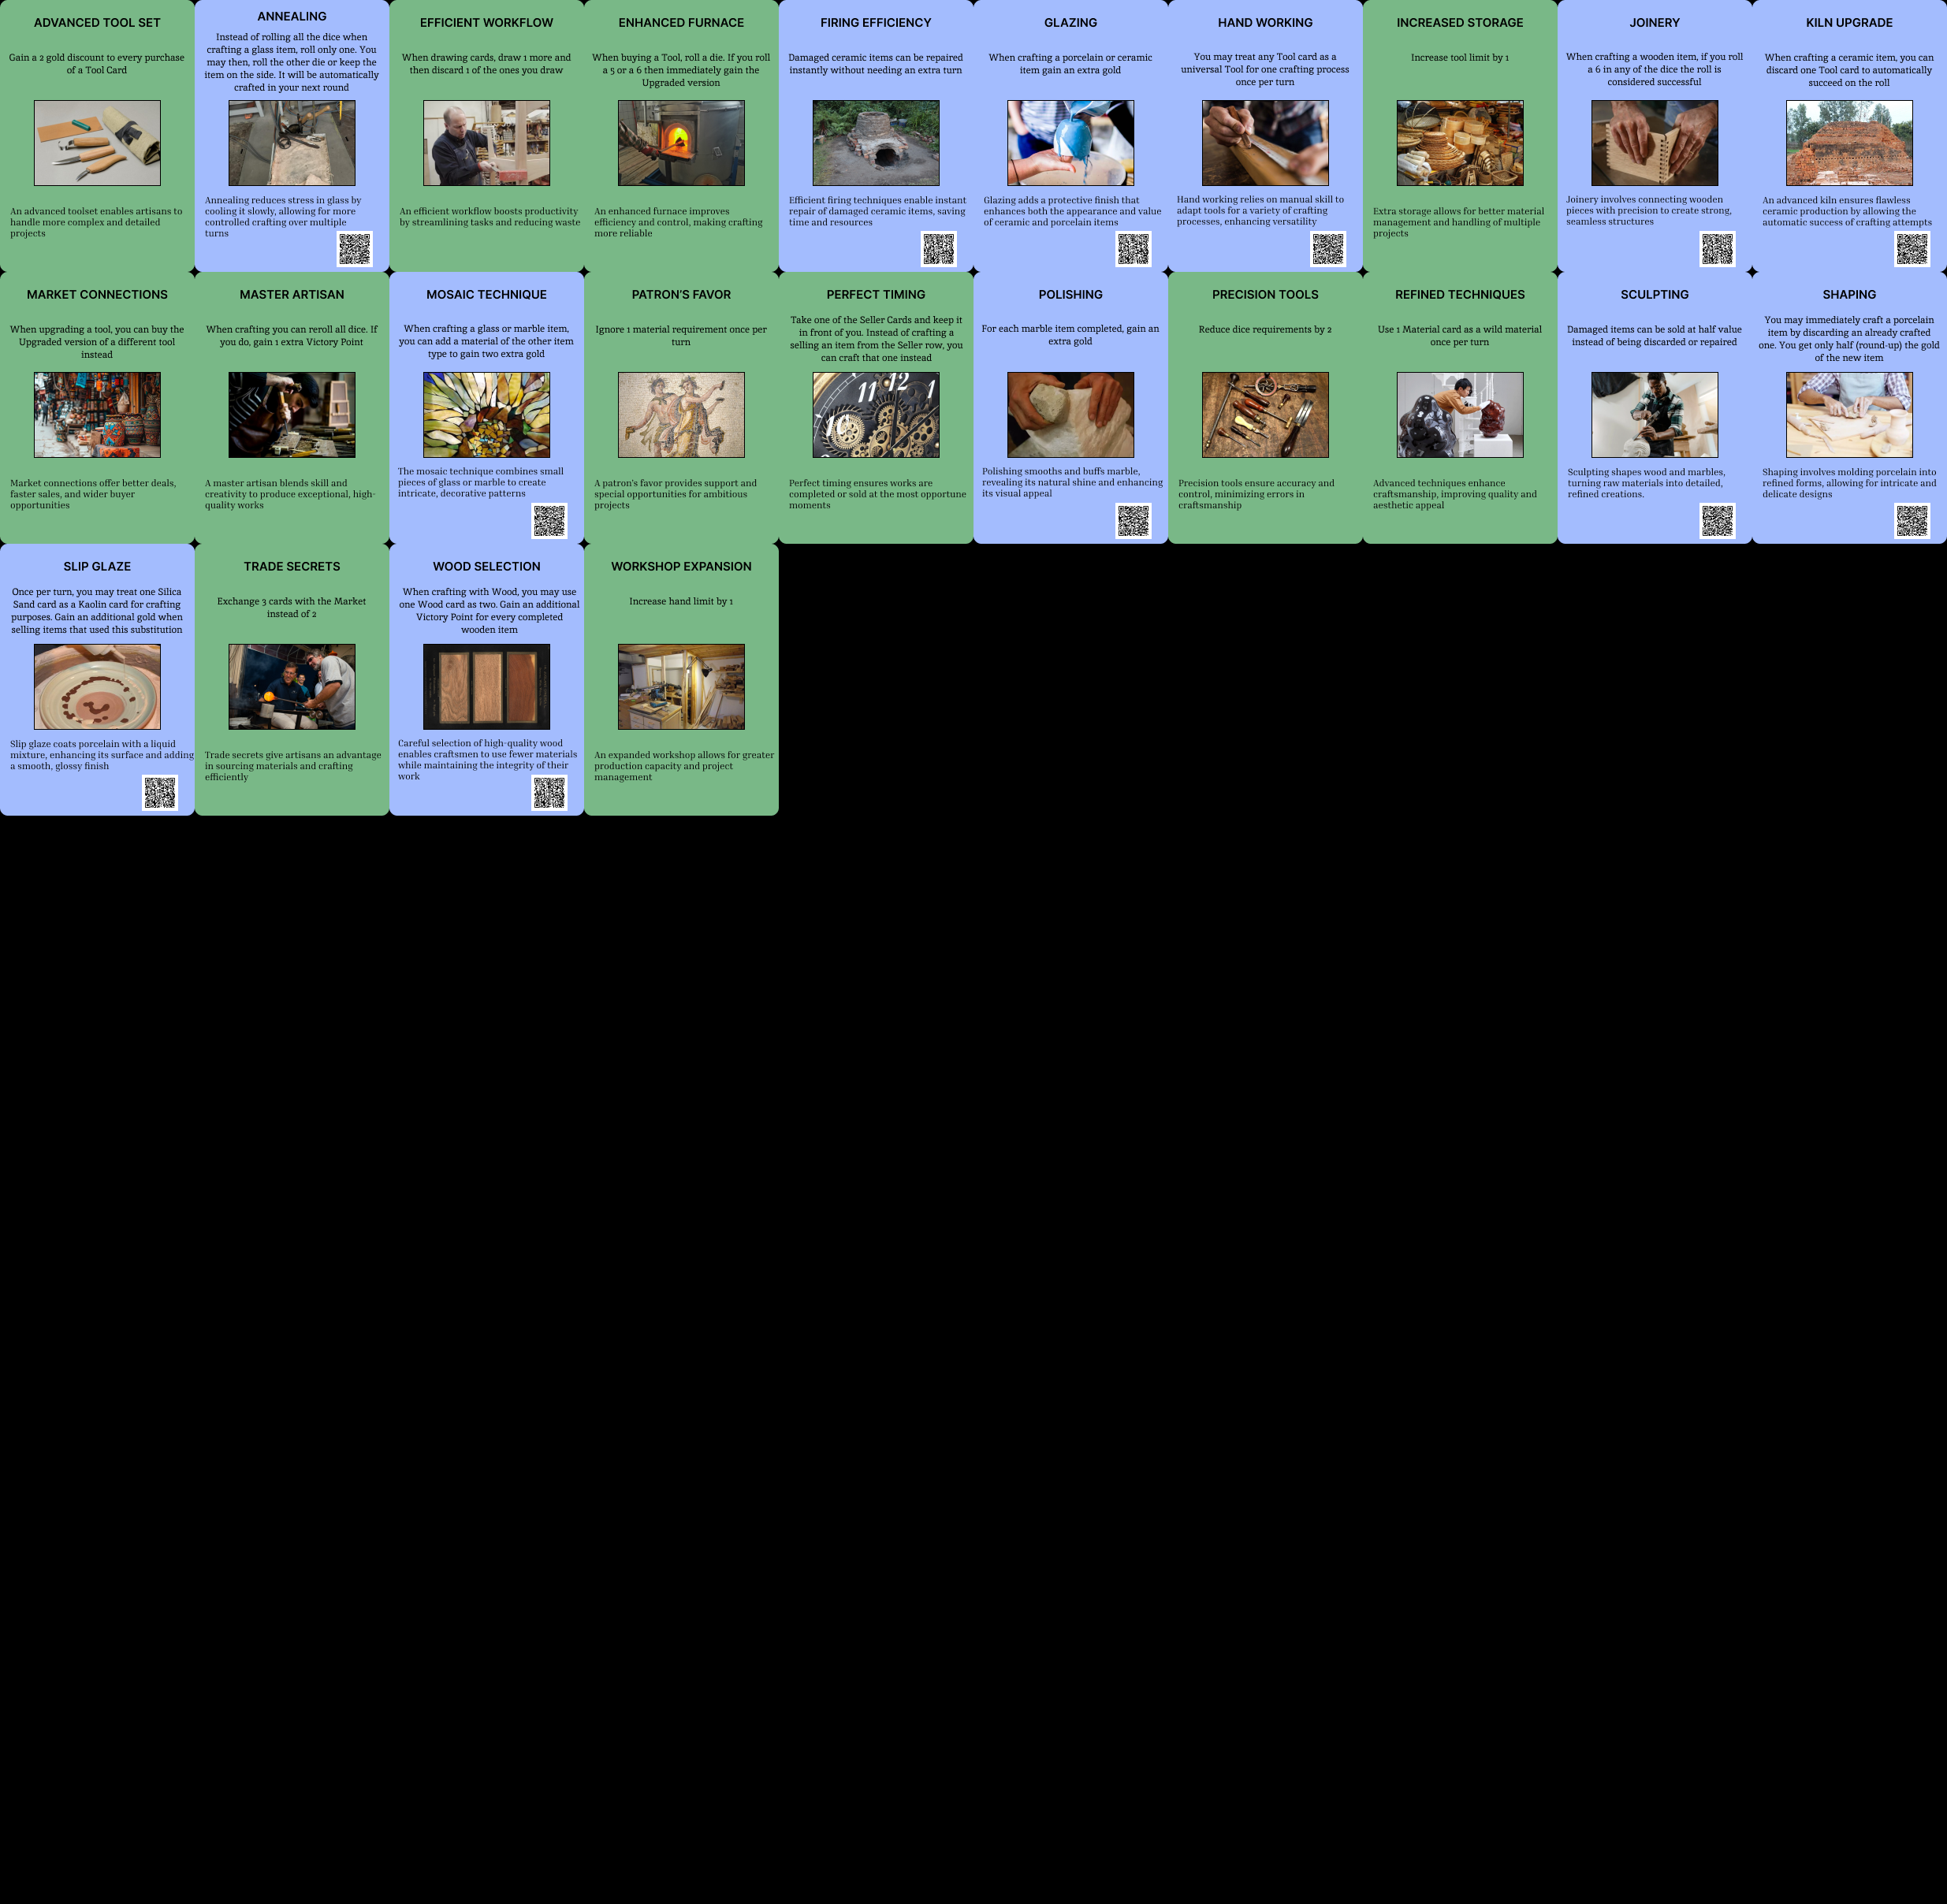 ADVANCED TOOL SET
Gain a 2 gold discount to every purchase
of a Tool Card
An advanced toolset enables artisans to
handle more complex and detailed
projects
ANNEALING
Instead of rolling all the dice when
crafting a glass item, roll only one. You
may then, roll the other die or keep the
item on the side. It will be automatically
crafted in your next round
Annealing reduces stress in glass by
cooling it slowly, allowing for more
controlled crafting over multiple
turns
EFFICIENT WORKFLOW
When drawing cards, draw 1 more and
then discard 1 of the ones you draw
An efficient workflow boosts productivity
by streamlining tasks and reducing waste
ENHANCED FURNACE
When buying a Tool, roll a die. If you roll
a 5 or a 6 then immediately gain the
Upgraded version
An enhanced furnace improves
efficiency and control, making crafting
more reliable
FIRING EFFICIENCY
Damaged ceramic items can be repaired
instantly without needing an extra turn
Efficient firing techniques enable instant
repair of damaged ceramic items, saving
time and resources
GLAZING
When crafting a porcelain or ceramic
item gain an extra gold
Glazing adds a protective finish that
enhances both the appearance and value
of ceramic and porcelain items
HAND WORKING
You may treat any Tool card as a
universal Tool for one crafting process
once per turn
Hand working relies on manual skill to
adapt tools for a variety of crafting
processes, enhancing versatility
INCREASED STORAGE
Increase tool limit by 1
Extra storage allows for better material
management and handling of multiple
projects
JOINERY
When crafting a wooden item, if you roll
a 6 in any of the dice the roll is
considered successful
Joinery involves connecting wooden
pieces with precision to create strong,
seamless structures
KILN UPGRADE
When crafting a ceramic item, you can
discard one Tool card to automatically
succeed on the roll
An advanced kiln ensures flawless
ceramic production by allowing the
automatic success of crafting attempts
MARKET CONNECTIONS
When upgrading a tool, you can buy the
Upgraded version of a different tool
instead
Market connections offer better deals,
faster sales, and wider buyer
opportunities
MASTER ARTISAN
When crafting you can reroll all dice. If
you do, gain 1 extra Victory Point
A master artisan blends skill and
creativity to produce exceptional, high-
quality works
MOSAIC TECHNIQUE
When crafting a glass or marble item,
you can add a material of the other item
type to gain two extra gold
The mosaic technique combines small
pieces of glass or marble to create
intricate, decorative patterns
PATRON'S FAVOR
Ignore 1 material requirement once per
turn
A patron's favor provides support and
special opportunities for ambitious
projects
PERFECT TIMING
Take one of the Seller Cards and keep it
in front of you. Instead of crafting a
selling an item from the Seller row, you
can craft that one instead
11 12 1
Perfect timing ensures works are
completed or sold at the most opportune
moments
POLISHING
For each marble item completed, gain an
extra gold
Polishing smooths and buffs marble,
revealing its natural shine and enhancing
its visual appeal
PRECISION TOOLS
Reduce dice requirements by 2
Precision tools ensure accuracy and
control, minimizing errors in
craftsmanship
REFINED TECHNIQUES
Use 1 Material card as a wild material
once per turn
Advanced techniques enhance
craftsmanship, improving quality and
aesthetic appeal
SCULPTING
Damaged items can be sold at half value
instead of being discarded or repaired
Sculpting shapes wood and marbles,
turning raw materials into detailed,
refined creations.
SHAPING
You may immediately craft a porcelain
item by discarding an already crafted
one. You get only half (round-up) the gold
of the new item
Shaping involves molding porcelain into
refined forms, allowing for intricate and
delicate designs
SLIP GLAZE
Once per turn, you may treat one Silica
Sand card as a Kaolin card for crafting
purposes. Gain an additional gold when
selling items that used this substitution
Slip glaze coats porcelain with a liquid
mixture, enhancing its surface and adding
a smooth, glossy finish
TRADE SECRETS
Exchange 3 cards with the Market
instead of 2
Trade secrets give artisans an advantage
in sourcing materials and crafting
efficiently
WOOD SELECTION
When crafting with Wood, you may use
one Wood card as two. Gain an additional
Victory Point for every completed
wooden item
Careful selection of high-quality wood
enables craftsmen to use fewer materials
while maintaining the integrity of their
work
WORKSHOP EXPANSION
Increase hand limit by 1
An expanded workshop allows for greater
production capacity and project
management